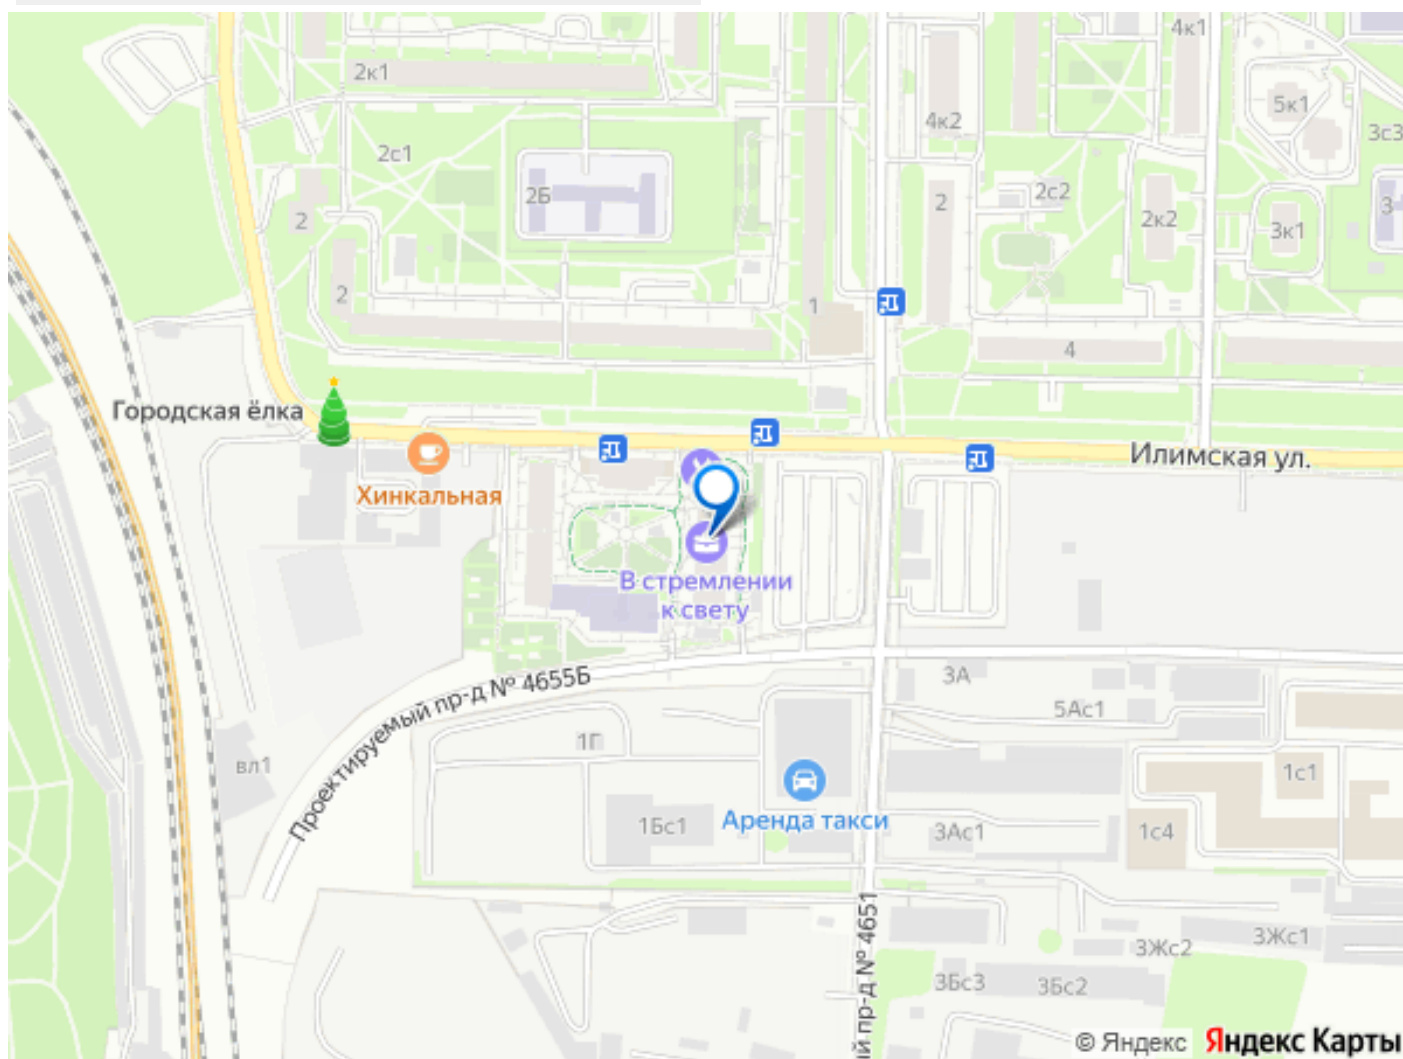 4к1
2к1
5к1
4к2
3с3
2с1
2Б
2
2с2
2к2
3
2
3к1
2
1
4
Городская ёлка
Илимская ул.
Хинкальная
В стремлении
к свету
Проектируемый пр-д № 4655Б
3А
5Ас1
1Г
вл1
1с1
Аренда такси
1Бс1
3Ас1
1с4
ый пр-д № 4651
3Жс1
3Жс2
3Бс3
3Бс2
© Яндекс Яндекс Карты